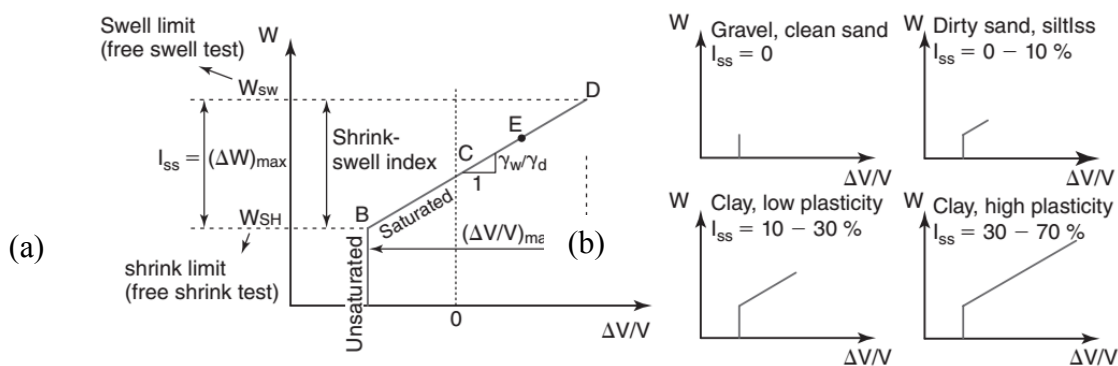 Swell limit
(free swell test)
W
WSW
D
E
Shrink-
swell index
C
γw/γd
1
Iss = (ΔW)max
WSH
B
Saturated
(ΔV/V)ma
(a)
shrink limit
(free shrink test)
Unsaturated
0
ΔV/V
(b)
W
Gravel, clean sand
Iss = 0
ΔV/V
W
Dirty sand, siltlss
Iss = 0 – 10 %
ΔV/V
W
Clay, low plasticity
Iss = 10 – 30 %
ΔV/V
W
Clay, high plasticity
Iss = 30 – 70 %
ΔV/V